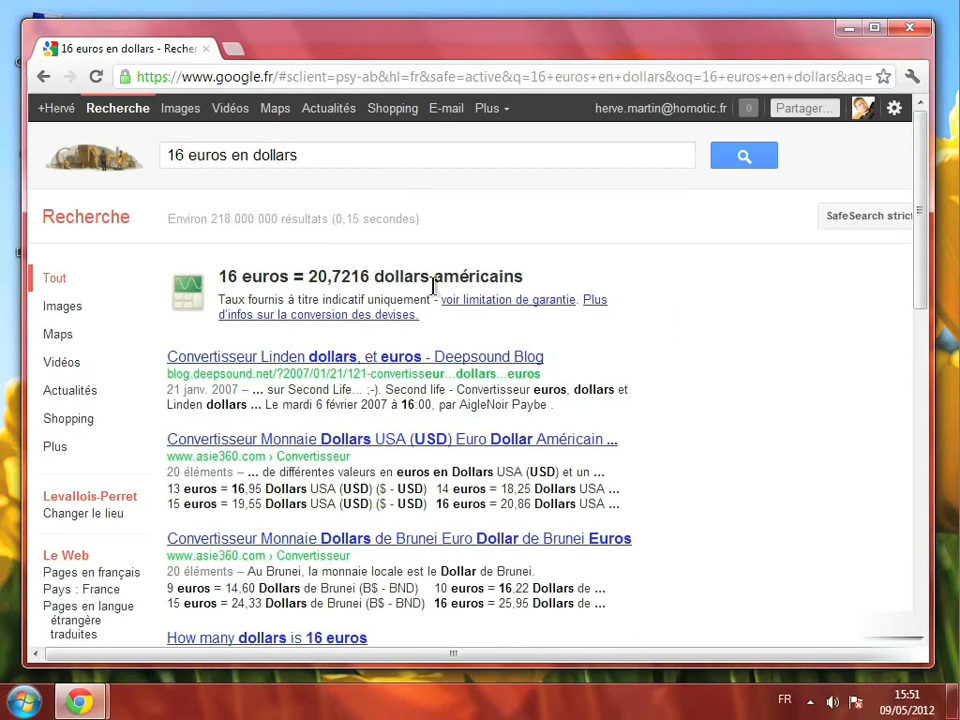 16 euros en dollars - Recher
https://www.google.fr/#sclient=psy-ab&hl=fr&safe=active&q=16+euros+en+dollars&oq=16+euros+en+dollars&aq=
+Hervé Recherche Images Vidéos Maps Actualités Shopping E-mail Plus herve.martin@homotic.fr 0 Partager...
16 euros en dollars
Recherche
Environ 218 000 000 résultats (0,15 secondes)
SafeSearch strict
Tout
Images
Maps
Vidéos
Actualités
Shopping
Plus
Levallois-Perret
Changer le lieu
Le Web
Pages en français
Pays : France
Pages en langue
étrangère
traduites
16 euros = 20,7216 dollars américains
Taux fournis à titre indicatif uniquement - voir limitation de garantie. Plus
d'infos sur la conversion des devises.
Convertisseur Linden dollars, et euros - Deepsound Blog
blog.deepsound.net/?2007/01/21/121-convertisseur...dollars...euros
21 janv. 2007 – ... sur Second Life... ;-). Second life - Convertisseur euros, dollars et
Linden dollars ... Le mardi 6 février 2007 à 16:00, par AigleNoir Paybe .
Convertisseur Monnaie Dollars USA (USD) Euro Dollar Américain ...
www.asie360.com › Convertisseur
20 éléments – ... de différentes valeurs en euros en Dollars USA (USD) et un ...
13 euros = 16,95 Dollars USA (USD) ($ - USD) 14 euros = 18,25 Dollars USA ...
15 euros = 19,55 Dollars USA (USD) ($ - USD) 16 euros = 20,86 Dollars USA ...
Convertisseur Monnaie Dollars de Brunei Euro Dollar de Brunei Euros
www.asie360.com › Convertisseur
20 éléments – Au Brunei, la monnaie locale est le Dollar de Brunei.
9 euros = 14,60 Dollars de Brunei (B$ - BND) 10 euros = 16,22 Dollars de ...
15 euros = 24,33 Dollars de Brunei (B$ - BND) 16 euros = 25,95 Dollars de ...
How many dollars is 16 euros
FR
15:51
09/05/2012